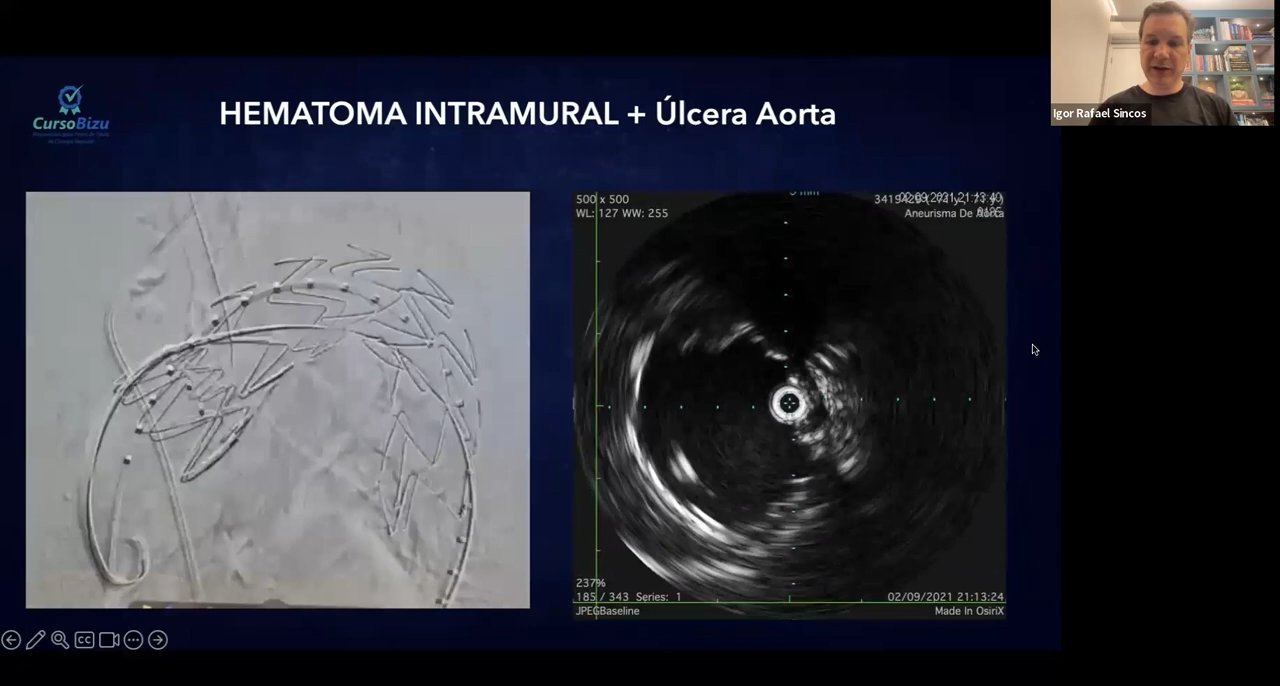 CursoBizu
HEMATOMA INTRAMURAL + Úlcera Aorta
Igor Rafael Sincos
500 x 500
WL: 127 WW: 255
Aneurisma De Aorta
237%
185 / 343 Series: 1
JPEGBaseline
02/09/2021 21:13:24
Made In OsiriX
CC